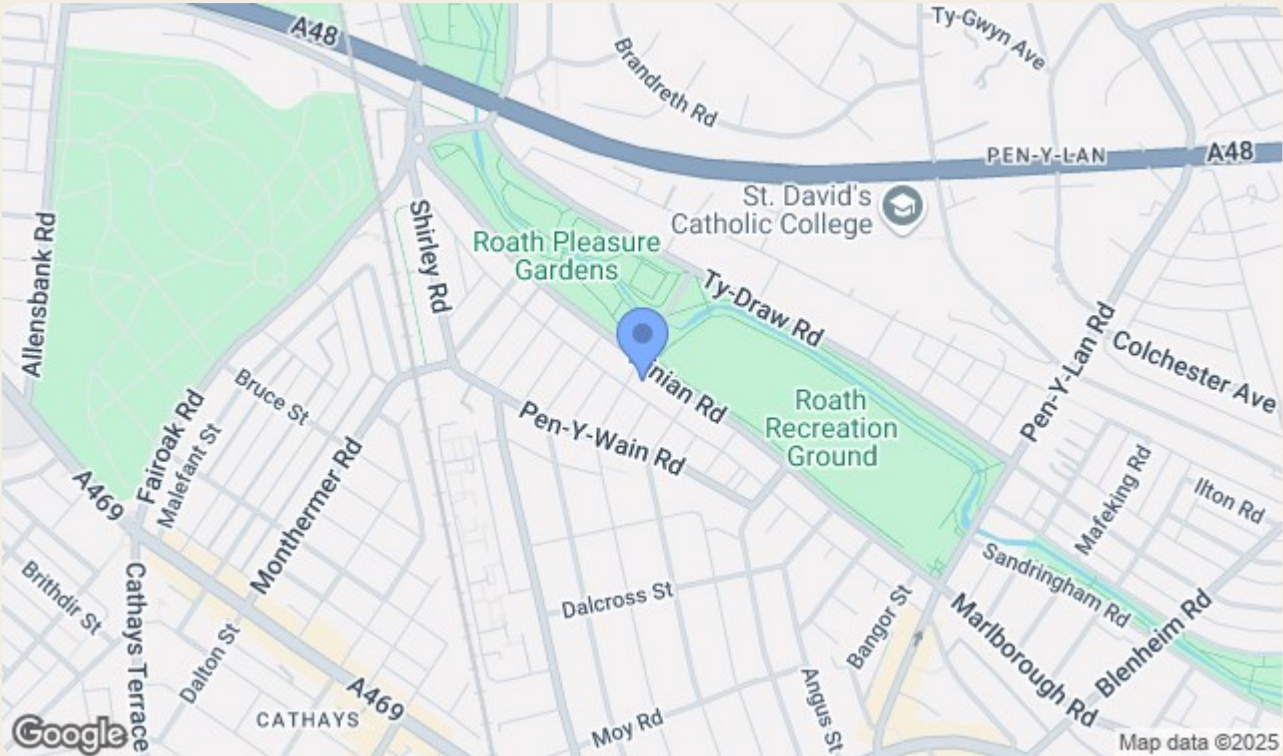 A48
Ty-Gwyn Ave
Brandreth Rd
PEN-Y-LAN
A48
St. David's
Catholic College
Allensbank Rd
Shirley Rd
Roath Pleasure
Gardens
Ty-Draw Rd
Pen-Y-Lan Rd
Colchester Ave
Bruce St
Fairoak Rd
Malefant St
nian Rd
Pen-Y-Wain Rd
Roath
Recreation
Ground
Monthermer Rd
A469
Mafeking Rd
Ilton Rd
Brithdir St
Cathays Terrace
Dalton St
Dalcross St
Sandringham Rd
Bangor St
Marlborough Rd
Blenheim Rd
A469
CATHAYS
Moy Rd
Angus St
Google
Map data ©2025